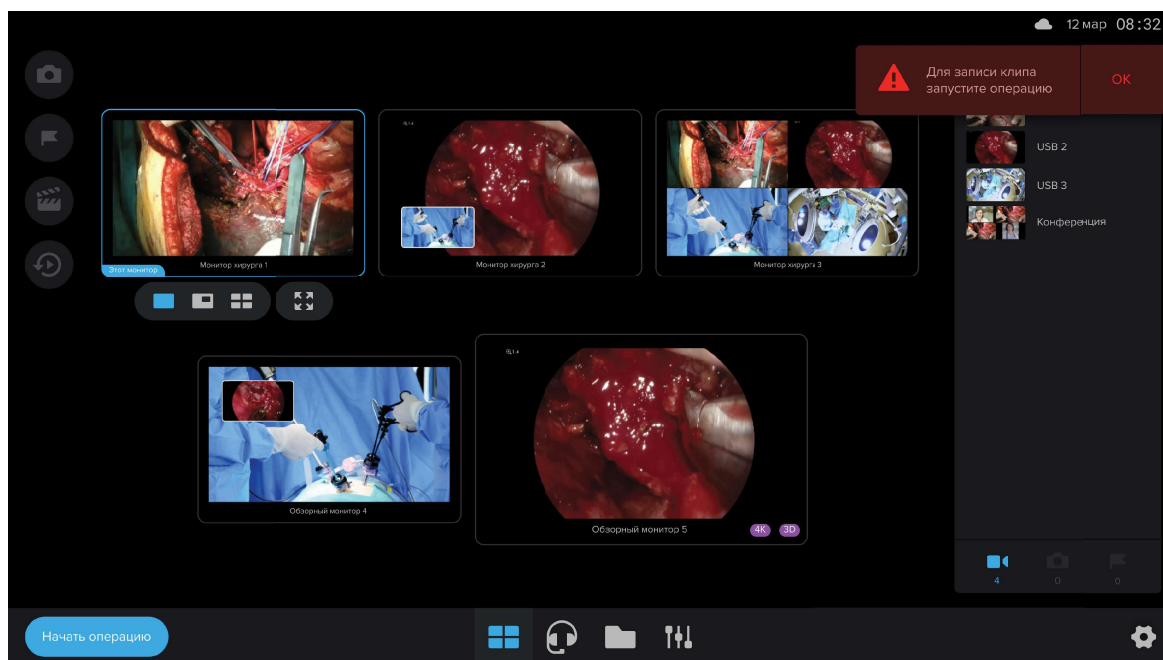 12 мар 08:32
Для записи клипа
запустите операцию
OK
USB 2
USB 3
Конференция
Этот монитор
Монитор хирурга 1
Монитор хирурга 2
Монитор хирурга 3
1.4
Обзорный монитор 4
Обзорный монитор 5
4K 3D
4 0 0
Начать операцию